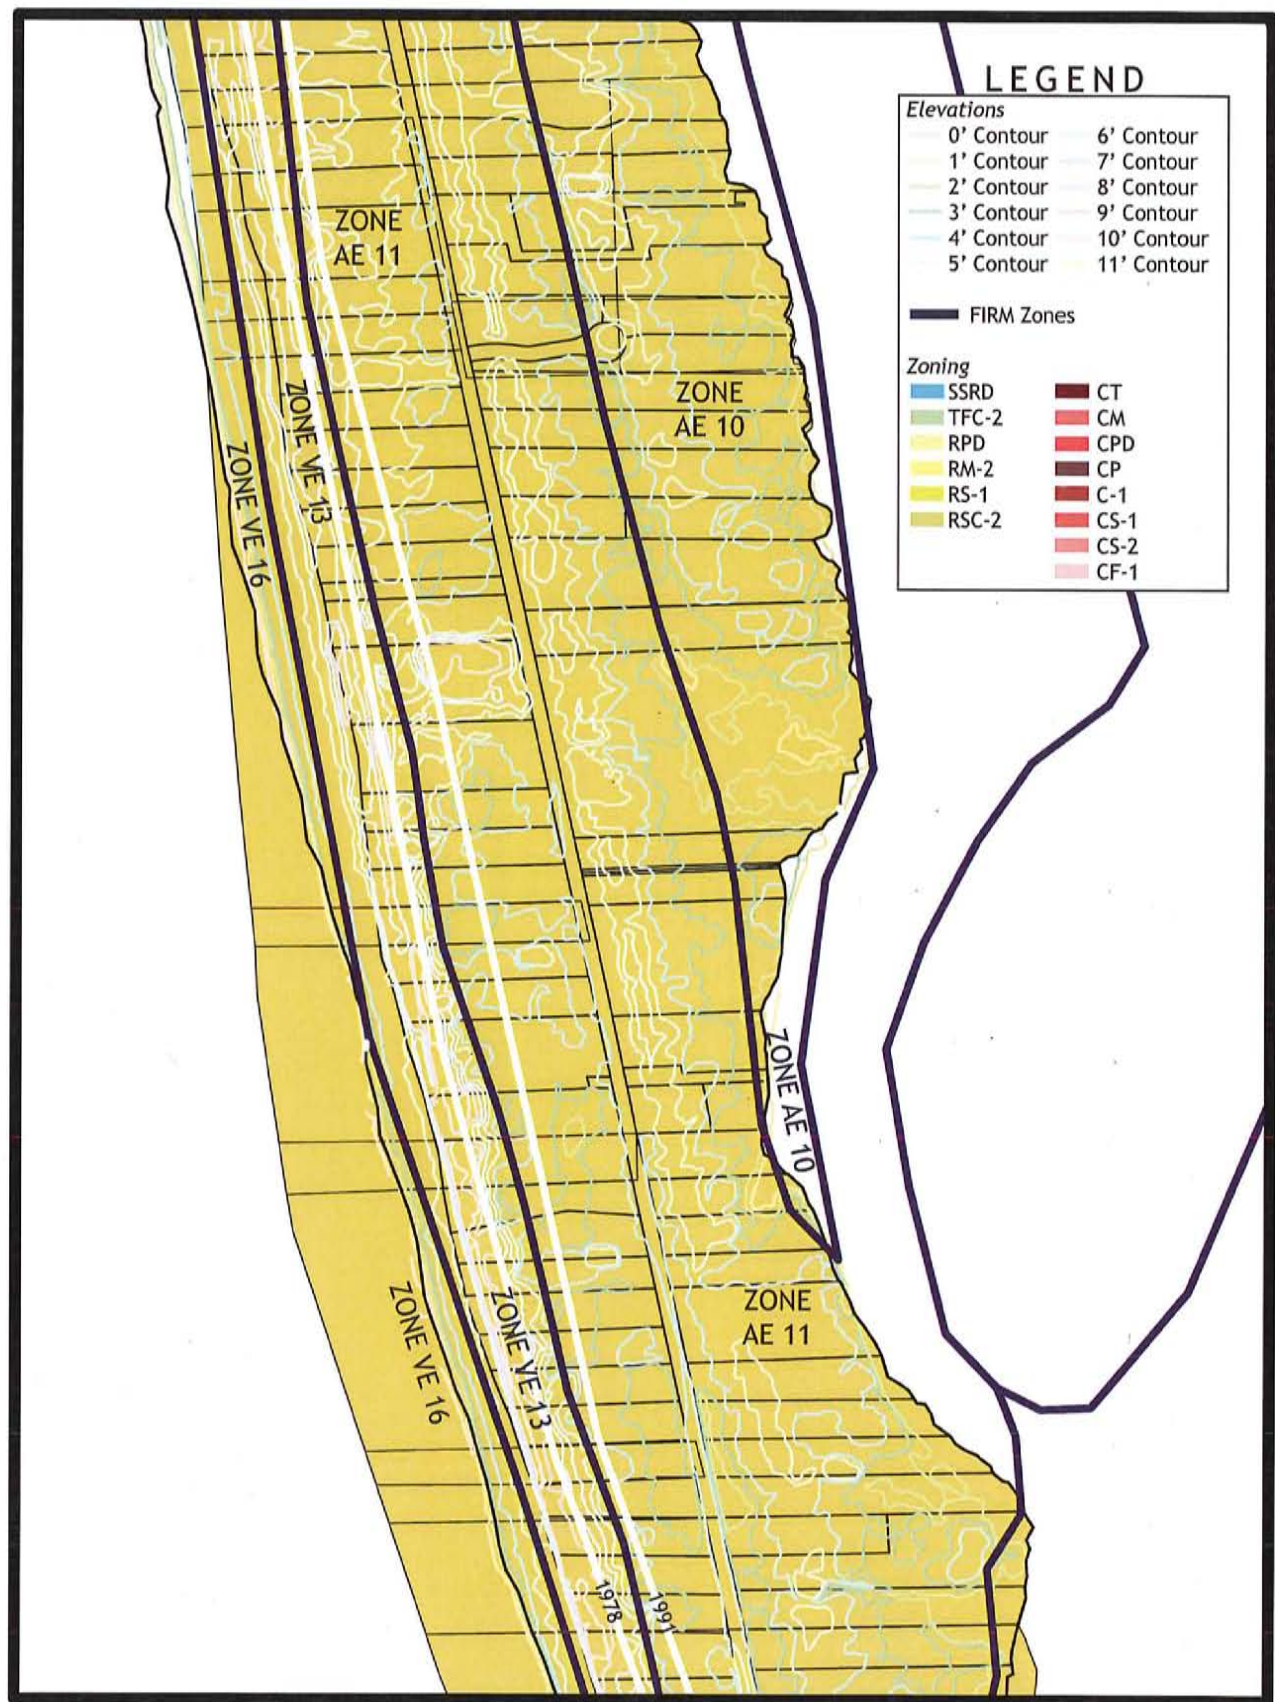 LEGEND
Elevations
0' Contour
1' Contour
2' Contour
3' Contour
4' Contour
5' Contour
6' Contour
7' Contour
8' Contour
9' Contour
10' Contour
11' Contour
FIRM Zones
Zoning
SSRD
TFC-2
RPD
RM-2
RS-1
RSC-2
CT
CM
CPD
CP
C-1
CS-1
CS-2
CF-1
ZONE
AE 11
ZONE
AE 10
ZONE VE 13
ZONE VE 16
ZONE AE 10
ZONE VE 16
ZONE VE 13
ZONE
AE 11
1978
1991